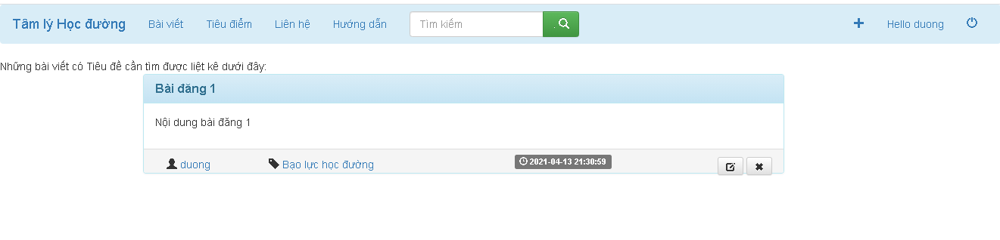 Tâm lý Học đường Bài viết Tiêu điểm Liên hệ Hướng dẫn Tìm kiếm . Hello duong
Những bài viết có Tiêu đề cần tìm được liệt kê dưới đây:
Bài đăng 1
Nội dung bài đăng 1
duong Bạo lực học đường 2021-04-13 21:30:59